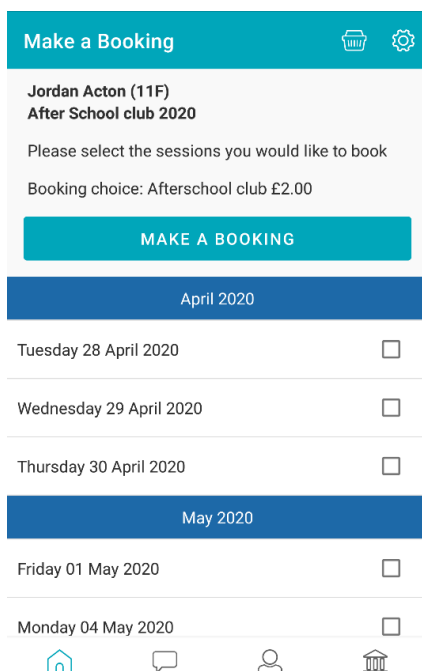 Make a Booking
Jordan Acton (11F)
After School club 2020
Please select the sessions you would like to book
Booking choice: Afterschool club £2.00
MAKE A BOOKING
April 2020
Tuesday 28 April 2020
Wednesday 29 April 2020
Thursday 30 April 2020
May 2020
Friday 01 May 2020
Monday 04 May 2020